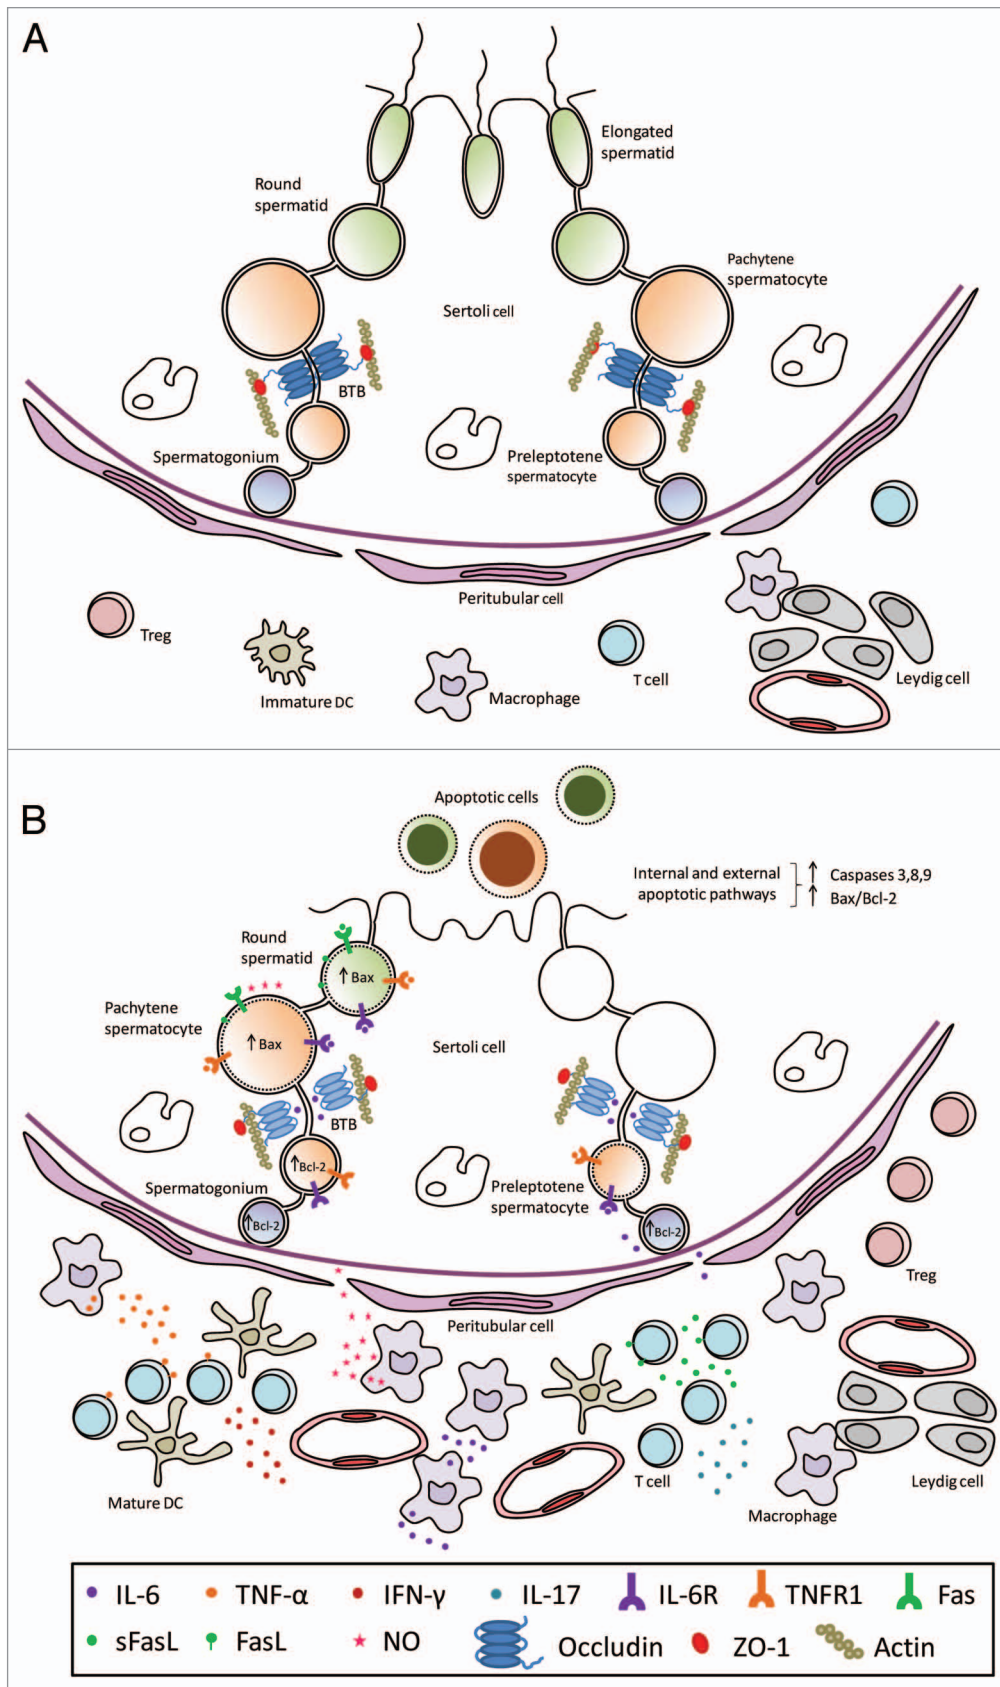 A
Elongated
spermatid
Round
spermatid
Pachytene
spermatocyte
Sertoli cell
BTB
Spermatogonium
Preleptotene
spermatocyte
Peritubular cell
Treg
Immature DC
Macrophage
T cell
Leydig cell
B
Apoptotic cells
Internal and external
apoptotic pathways
↑ Caspases 3,8,9
↑ Bax/Bcl-2
Round
spermatid
↑ Bax
Pachytene
spermatocyte
↑ Bax
Sertoli cell
BTB
↑Bcl-2
Spermatogonium
↑Bcl-2
Preleptotene
spermatocyte
↑Bcl-2
Treg
Peritubular cell
Mature DC
T cell
Macrophage
Leydig cell
IL-6 TNF-α IFN-γ IL-17 IL-6R TNFR1 Fas
sFasL FasL NO Occludin ZO-1 Actin